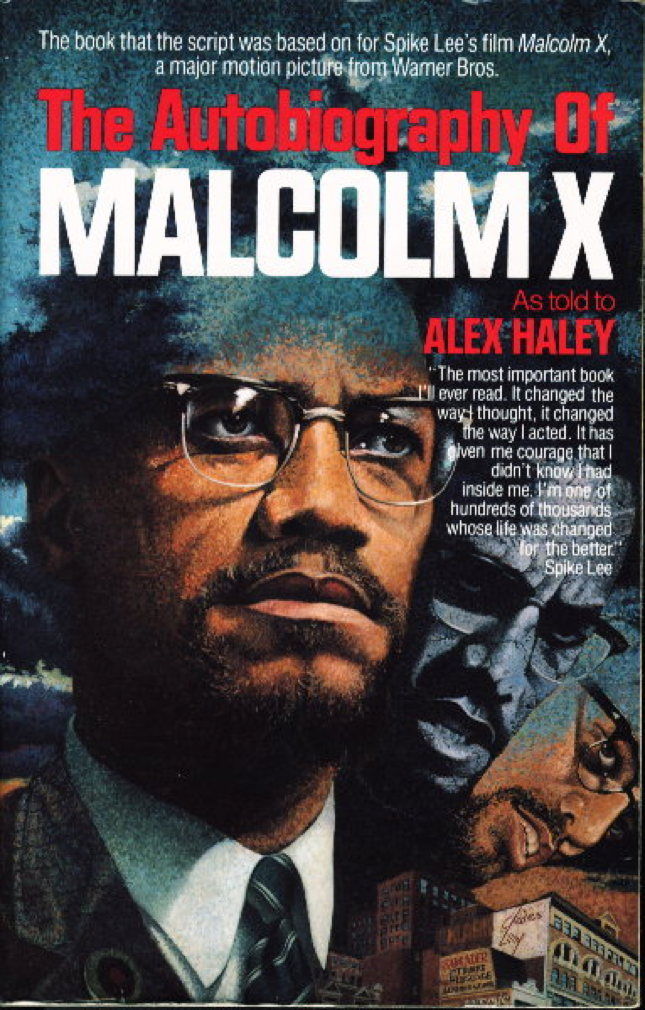 The book that the script was based on for Spike Lee's film Malcolm X,
a major motion picture from Warner Bros.
The Autobiography Of
MALCOLM X
As told to
ALEX HALEY
"The most important book
I'll ever read. It changed the
way I thought, it changed
the way I acted. It has
given me courage that I
didn't know I had
inside me. I'm one of
hundreds of thousands
whose life was changed
for the better."
Spike Lee